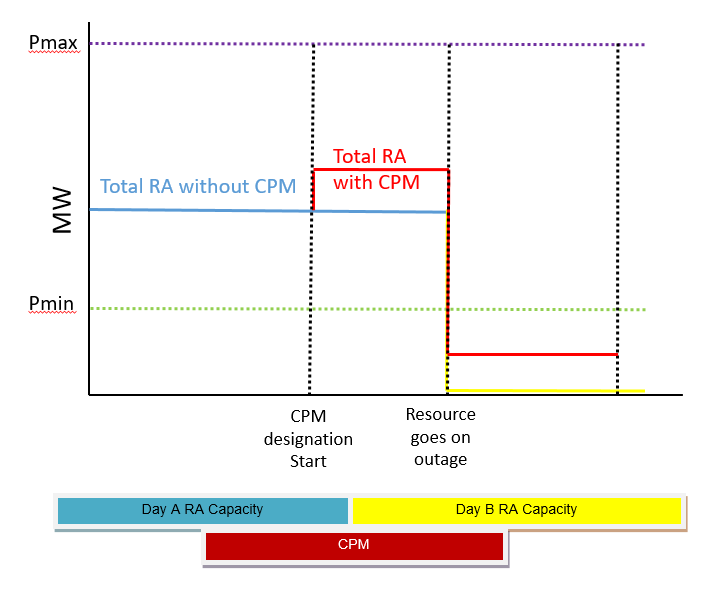 Pmax
Total RA
with CPM
Total RA without CPM
MW
Pmin
CPM
designation
Start
Resource
goes on
outage
Day A RA Capacity
Day B RA Capacity
CPM